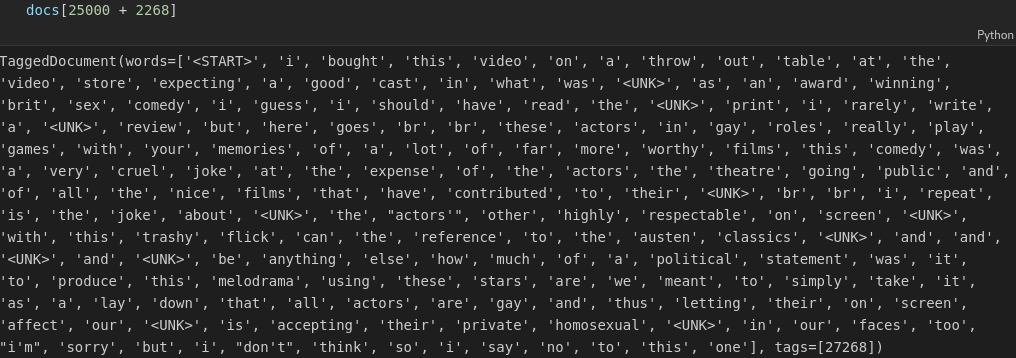 docs[25000 + 2268]
Python
TaggedDocument(words=['<START>', 'i', 'bought', 'this', 'video', 'on', 'a', 'throw', 'out', 'table', 'at', 'the',
'video', 'store', 'expecting', 'a', 'good', 'cast', 'in', 'what', 'was', '<UNK>', 'as', 'an', 'award', 'winning',
'brit', 'sex', 'comedy', 'i', 'guess', 'i', 'should', 'have', 'read', 'the', '<UNK>', 'print', 'i', 'rarely', 'write',
'a', '<UNK>', 'review', 'but', 'here', 'goes', 'br', 'br', 'these', 'actors', 'in', 'gay', 'roles', 'really', 'play',
'games', 'with', 'your', 'memories', 'of', 'a', 'lot', 'of', 'far', 'more', 'worthy', 'films', 'this', 'comedy', 'was',
'a', 'very', 'cruel', 'joke', 'at', 'the', 'expense', 'of', 'the', 'actors', 'the', 'theatre', 'going', 'public', 'and',
'of', 'all', 'the', 'nice', 'films', 'that', 'have', 'contributed', 'to', 'their', '<UNK>', 'br', 'br', 'i', 'repeat',
'is', 'the', 'joke', 'about', '<UNK>', 'the', "actors'", 'other', 'highly', 'respectable', 'on', 'screen', '<UNK>',
'with', 'this', 'trashy', 'flick', 'can', 'the', 'reference', 'to', 'the', 'austen', 'classics', '<UNK>', 'and', 'and',
'<UNK>', 'and', '<UNK>', 'be', 'anything', 'else', 'how', 'much', 'of', 'a', 'political', 'statement', 'was', 'it',
'to', 'produce', 'this', 'melodrama', 'using', 'these', 'stars', 'are', 'we', 'meant', 'to', 'simply', 'take', 'it',
'as', 'a', 'lay', 'down', 'that', 'all', 'actors', 'are', 'gay', 'and', 'thus', 'letting', 'their', 'on', 'screen',
'affect', 'our', '<UNK>', 'is', 'accepting', 'their', 'private', 'homosexual', '<UNK>', 'in', 'our', 'faces', 'too',
"i'm", 'sorry', 'but', 'i', "don't", 'think', 'so', 'i', 'say', 'no', 'to', 'this', 'one'], tags=[27268])